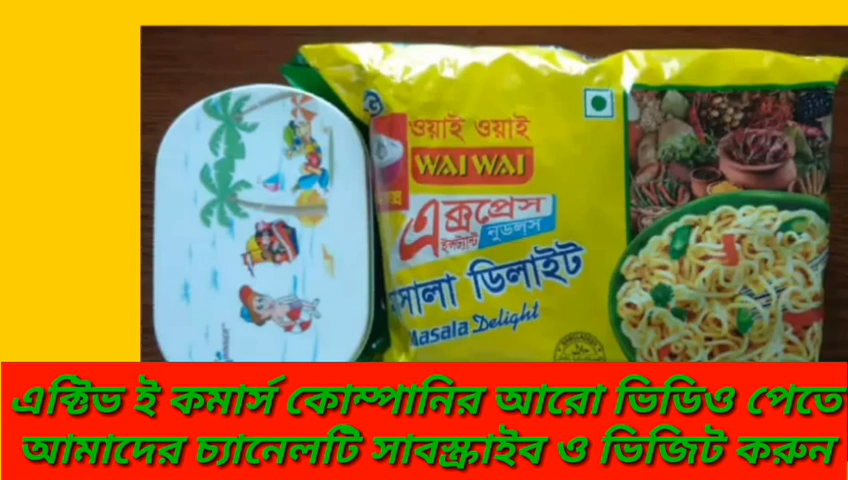 ওয়াই ওয়াই
WAI WAI
এক্সপ্রেস
ইনস্ট্যান্ট নুডলস
মসালা ডিলাইট
Masala Delight
এক্টিভ ই কমার্স কোম্পানির আরো ভিডিও পেতে
আমাদের চ্যানেলটি সাবস্ক্রাইব ও ভিজিট করুন